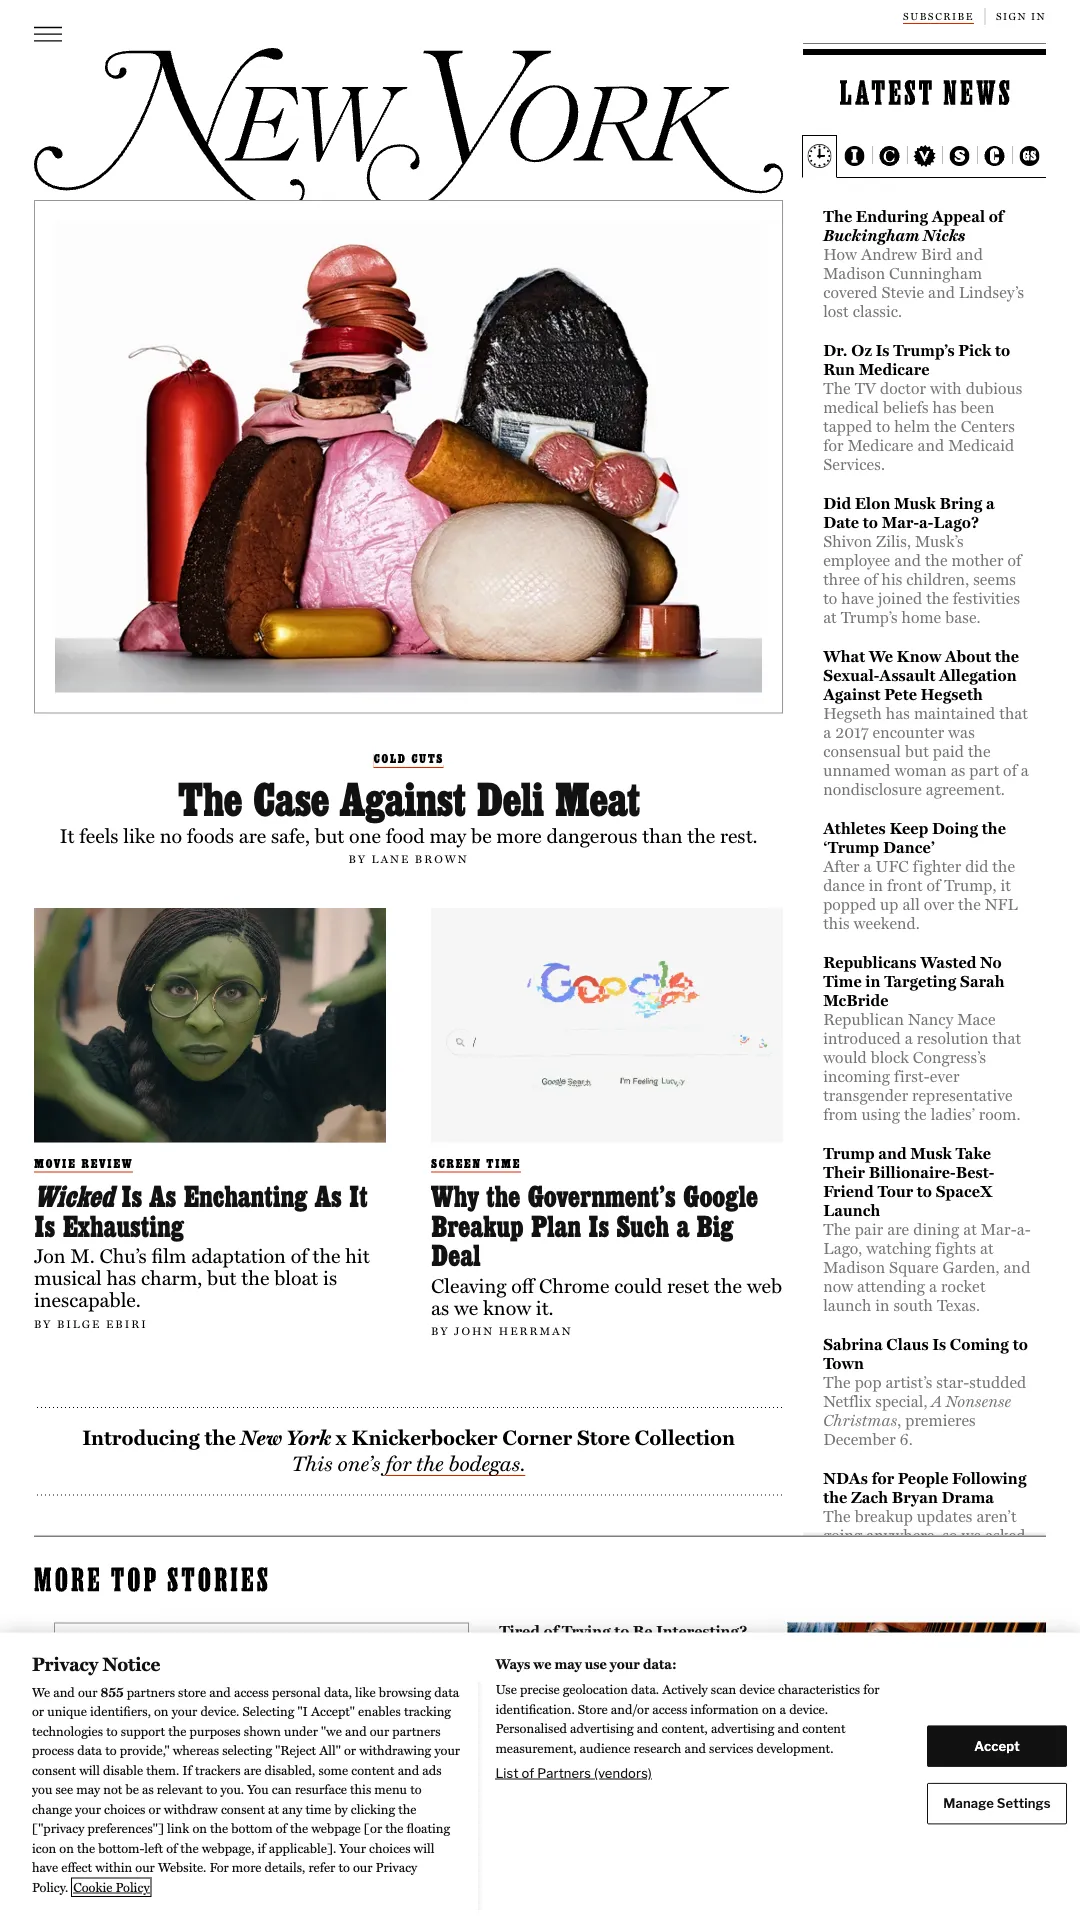 SUBSCRIBE
SIGN IN
NEW YORK
LATEST NEWS
I C V S C GS
The Enduring Appeal of
Buckingham Nicks
How Andrew Bird and
Madison Cunningham
covered Stevie and Lindsey’s
lost classic.
Dr. Oz Is Trump’s Pick to
Run Medicare
The TV doctor with dubious
medical beliefs has been
tapped to helm the Centers
for Medicare and Medicaid
Services.
Did Elon Musk Bring a
Date to Mar-a-Lago?
Shivon Zilis, Musk’s
employee and the mother of
three of his children, seems
to have joined the festivities
at Trump’s home base.
What We Know About the
Sexual-Assault Allegation
Against Pete Hegseth
Hegseth has maintained that
a 2017 encounter was
consensual but paid the
unnamed woman as part of a
nondisclosure agreement.
Athletes Keep Doing the
‘Trump Dance’
After a UFC fighter did the
dance in front of Trump, it
popped up all over the NFL
this weekend.
Republicans Wasted No
Time in Targeting Sarah
McBride
Republican Nancy Mace
introduced a resolution that
would block Congress’s
incoming first-ever
transgender representative
from using the ladies’ room.
Trump and Musk Take
Their Billionaire-Best-
Friend Tour to SpaceX
Launch
The pair are dining at Mar-a-
Lago, watching fights at
Madison Square Garden, and
now attending a rocket
launch in south Texas.
Sabrina Claus Is Coming to
Town
The pop artist’s star-studded
Netflix special, A Nonsense
Christmas, premieres
December 6.
NDAs for People Following
the Zach Bryan Drama
The breakup updates aren’t
going anywhere, so we asked
COLD CUTS
The Case Against Deli Meat
It feels like no foods are safe, but one food may be more dangerous than the rest.
BY LANE BROWN
MOVIE REVIEW
Wicked Is As Enchanting As It
Is Exhausting
Jon M. Chu’s film adaptation of the hit
musical has charm, but the bloat is
inescapable.
BY BILGE EBIRI
Google
/
Google Search
I'm Feeling Lucky
SCREEN TIME
Why the Government’s Google
Breakup Plan Is Such a Big
Deal
Cleaving off Chrome could reset the web
as we know it.
BY JOHN HERRMAN
Introducing the New York x Knickerbocker Corner Store Collection
This one’s for the bodegas.
MORE TOP STORIES
Tired of Trying to Be Interesting?
Privacy Notice
We and our 855 partners store and access personal data, like browsing data
or unique identifiers, on your device. Selecting "I Accept" enables tracking
technologies to support the purposes shown under "we and our partners
process data to provide," whereas selecting "Reject All" or withdrawing your
consent will disable them. If trackers are disabled, some content and ads
you see may not be as relevant to you. You can resurface this menu to
change your choices or withdraw consent at any time by clicking the
["privacy preferences"] link on the bottom of the webpage [or the floating
icon on the bottom-left of the webpage, if applicable]. Your choices will
have effect within our Website. For more details, refer to our Privacy
Policy. Cookie Policy
Ways we may use your data:
Use precise geolocation data. Actively scan device characteristics for
identification. Store and/or access information on a device.
Personalised advertising and content, advertising and content
measurement, audience research and services development.
List of Partners (vendors)
Accept
Manage Settings